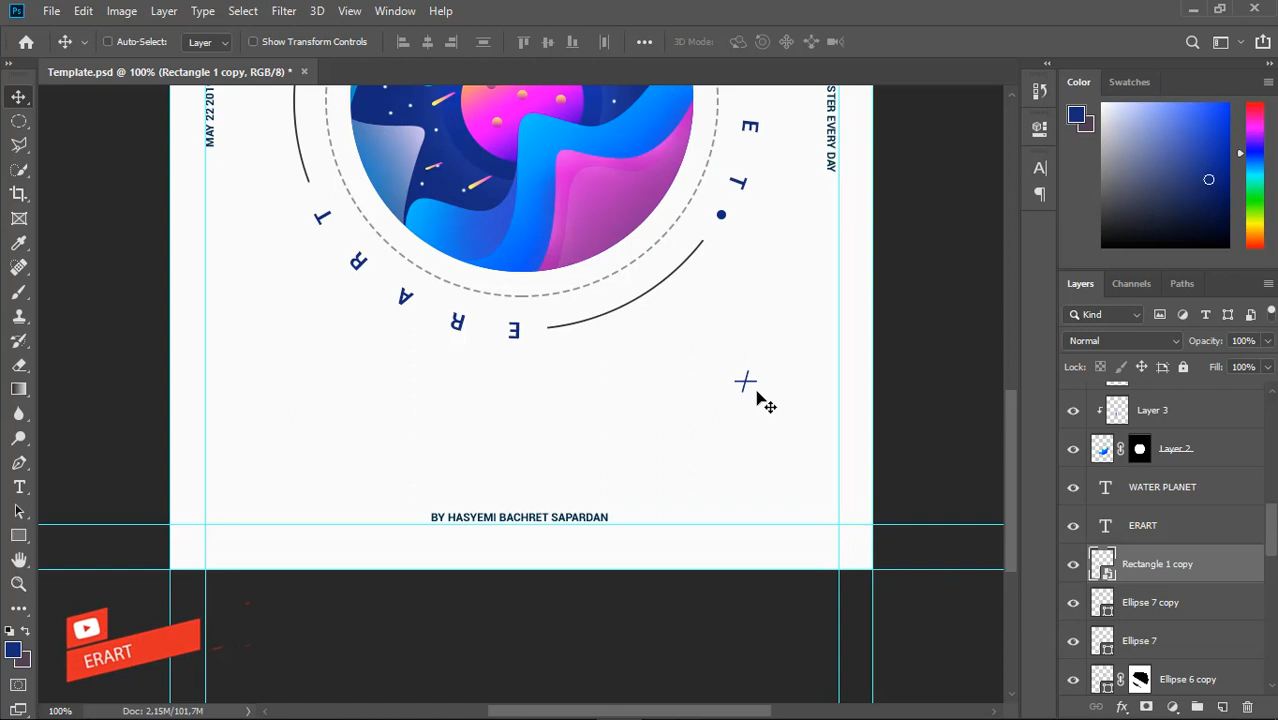 Ps File Edit Image Layer Type Select Filter 3D View Window Help
Auto-Select: Layer Show Transform Controls 3D Mode:
Template.psd @ 100% (Rectangle 1 copy, RGB/8) *
Color Swatches
MAY 22 201
STER EVERY DAY
E T •
E R A R T
BY HASYEMI BACHRET SAPARDAN
ERART
Layers Channels Paths
Kind
Normal Opacity: 100%
Lock: Fill: 100%
Layer 3
Layer 2
WATER PLANET
ERART
Rectangle 1 copy
Ellipse 7 copy
Ellipse 7
Ellipse 6 copy
100% Doc: 2,15M/101,7M